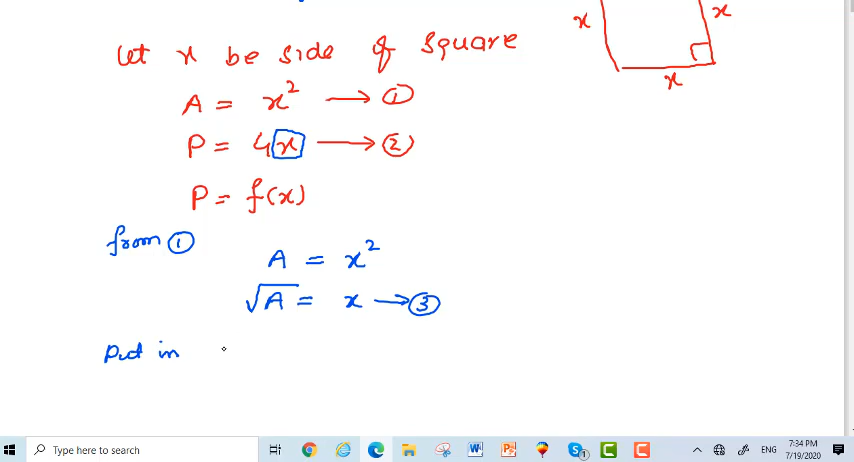 x
x
x
Let x be side of square
A = x² → ①
P = 4x → ②
P = f(x)
from ①
A = x²
√A = x → ③
Put in
Type here to search
1
ENG
7:34 PM
7/19/2020